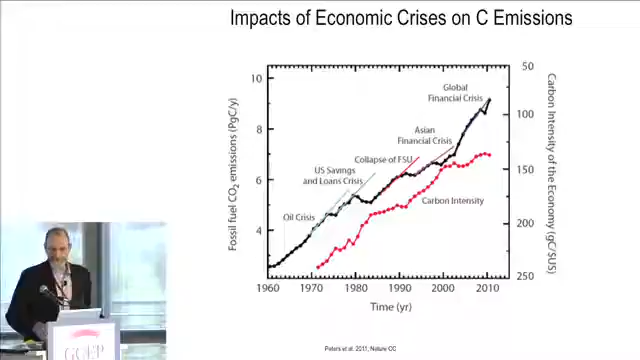 Impacts of Economic Crises on C Emissions
Fossil fuel CO2 emissions (PgC/y)
10
8
6
4
1960
1970
1980
1990
2000
2010
Time (yr)
50
100
150
200
250
Carbon Intensity of the Economy (gC/$US)
Global
Financial Crisis
Asian
Financial Crisis
Collapse of FSU
US Savings
and Loans Crisis
Oil Crisis
Carbon Intensity
GCEP
Peters et al. 2011, Nature CC